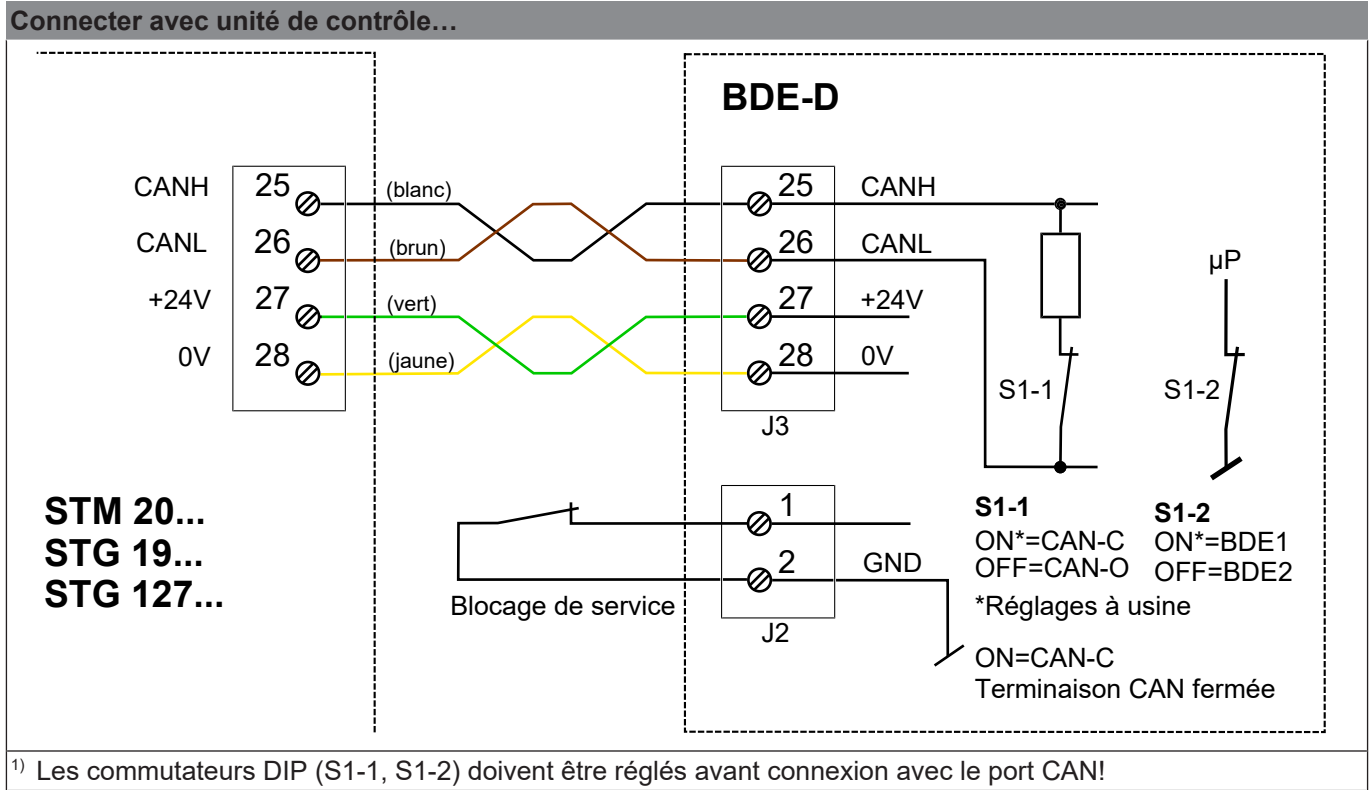 Connecter avec unité de contrôle…
BDE-D
CANH 25 (blanc) 25 CANH
CANL 26 (brun) 26 CANL
+24V 27 (vert) 27 +24V
0V 28 (jaune) 28 0V
J3
µP
S1-1
S1-2
STM 20...
STG 19...
STG 127...
Blocage de service
1
2 GND
J2
S1-1
ON*=CAN-C
OFF=CAN-O
S1-2
ON*=BDE1
OFF=BDE2
*Réglages à usine
ON=CAN-C
Terminaison CAN fermée
1) Les commutateurs DIP (S1-1, S1-2) doivent être réglés avant connexion avec le port CAN!